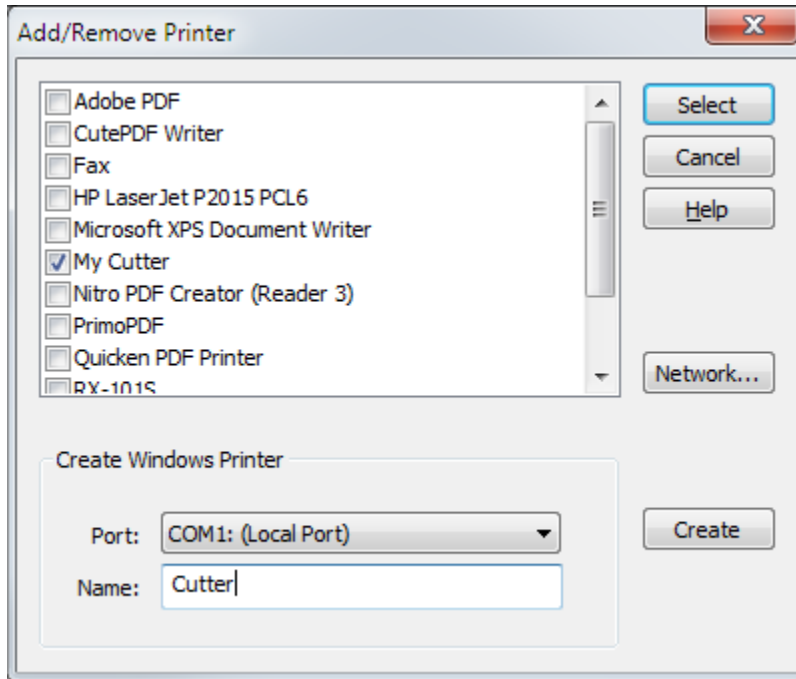 Add/Remove Printer
Adobe PDF
CutePDF Writer
Fax
HP LaserJet P2015 PCL6
Microsoft XPS Document Writer
My Cutter
Nitro PDF Creator (Reader 3)
PrimoPDF
Quicken PDF Printer
RX-101S
Select
Cancel
Help
Network...
Create Windows Printer
Port: COM1: (Local Port)
Name: Cutter
Create